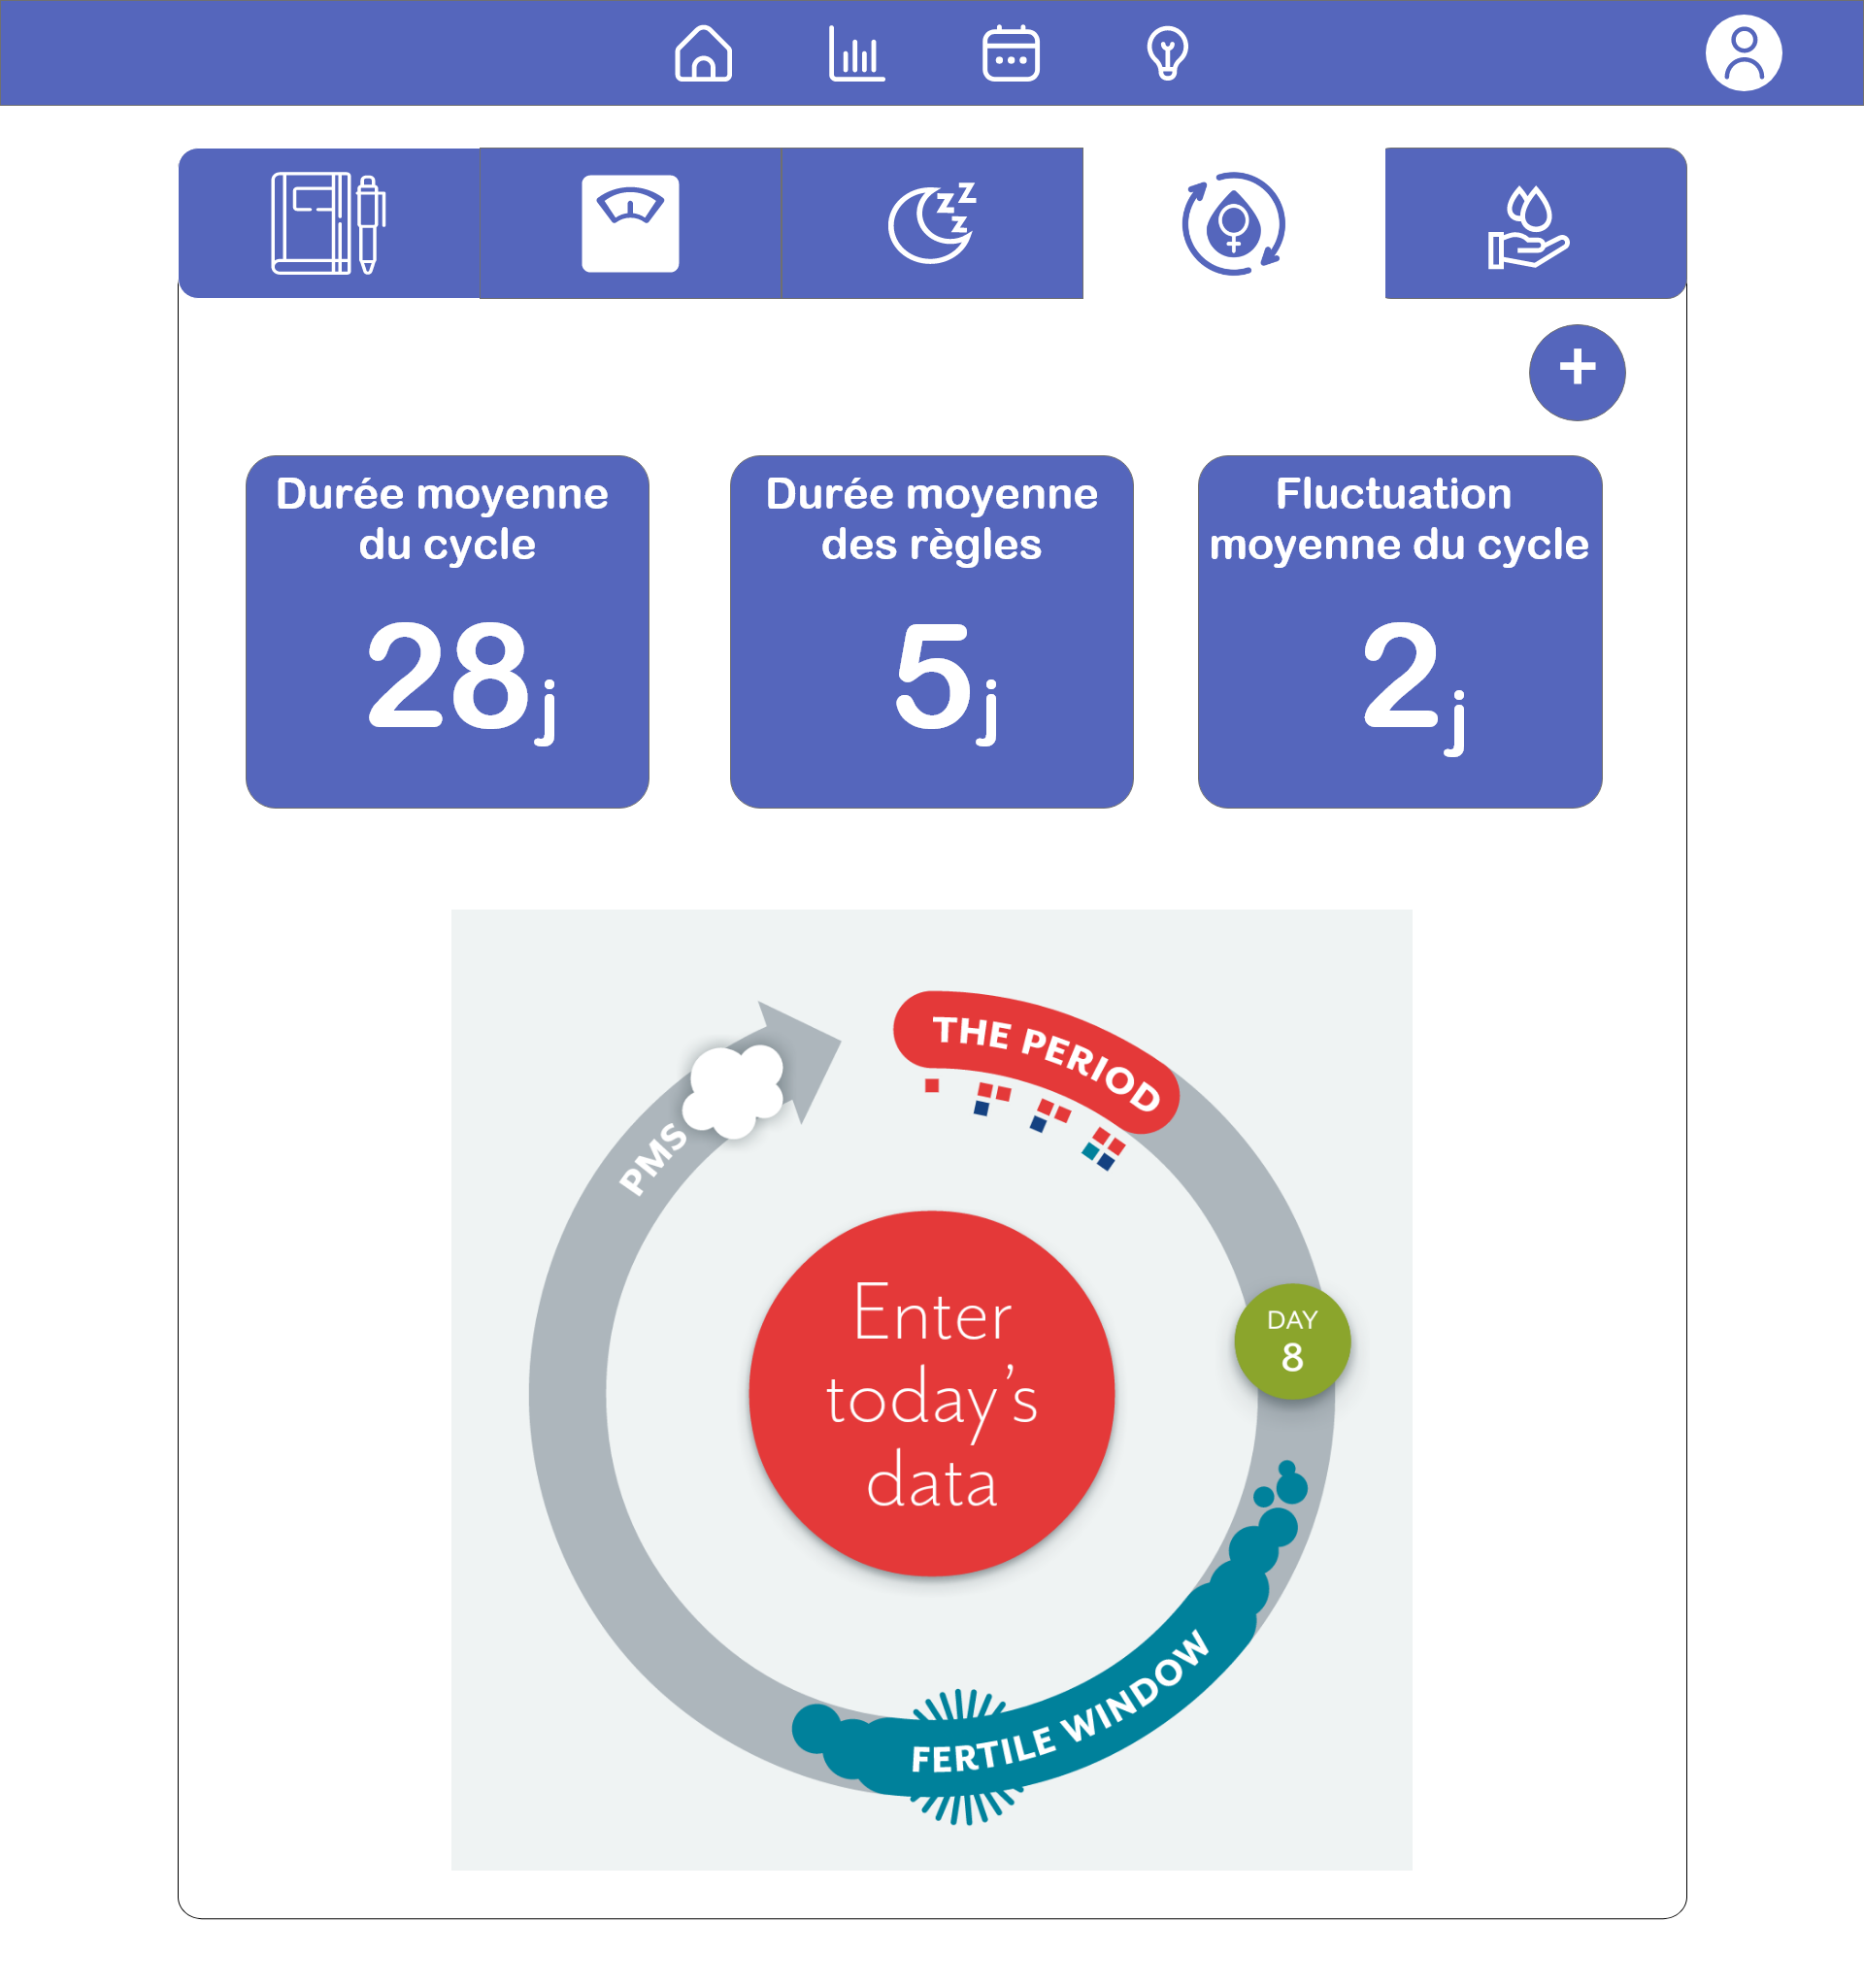 z z
z
+
Durée moyenne
du cycle
28j
Durée moyenne
des règles
5j
Fluctuation
moyenne du cycle
2j
THE PERIOD
PMS
Enter
today's
data
DAY
8
FERTILE WINDOW